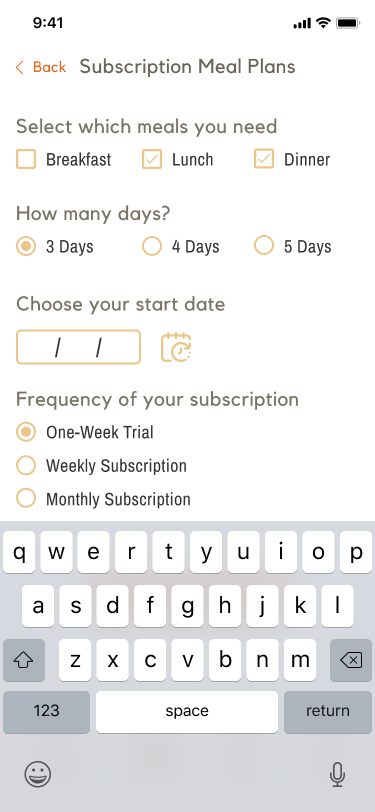 9:41
Back Subscription Meal Plans
Select which meals you need
Breakfast Lunch Dinner
How many days?
3 Days 4 Days 5 Days
Choose your start date
/ /
Frequency of your subscription
One-Week Trial
Weekly Subscription
Monthly Subscription
q w e r t y u i o p
a s d f g h j k l
z x c v b n m
123 space return